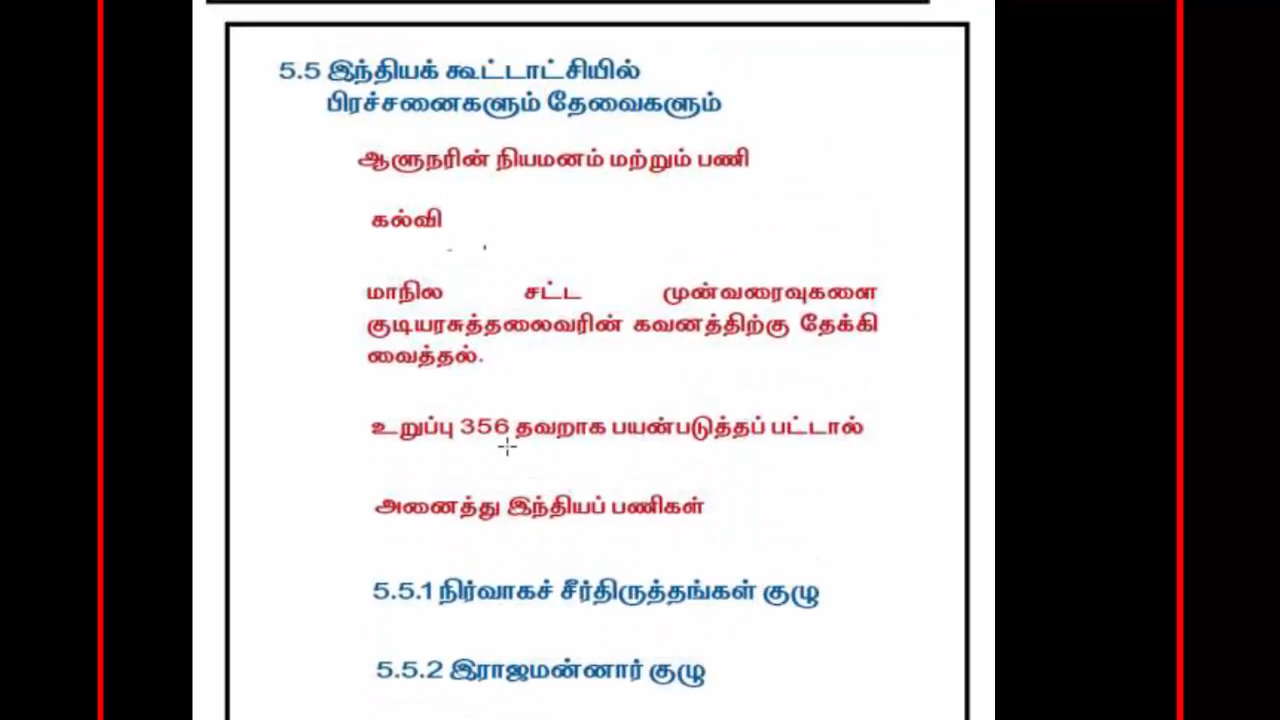 5.5 இந்தியக் கூட்டாட்சியில்
பிரச்சனைகளும் தேவைகளும்
ஆளுநரின் நியமனம் மற்றும் பணி
கல்வி
மாநில சட்ட முன்வரைவுகளை
குடியரசுத்தலைவரின் கவனத்திற்கு தேக்கி
வைத்தல்.
உறுப்பு 356 தவறாக பயன்படுத்தப் பட்டால்
அனைத்து இந்தியப் பணிகள்
5.5.1 நிர்வாகச் சீர்திருத்தங்கள் குழு
5.5.2 இராஜமன்னார் குழு